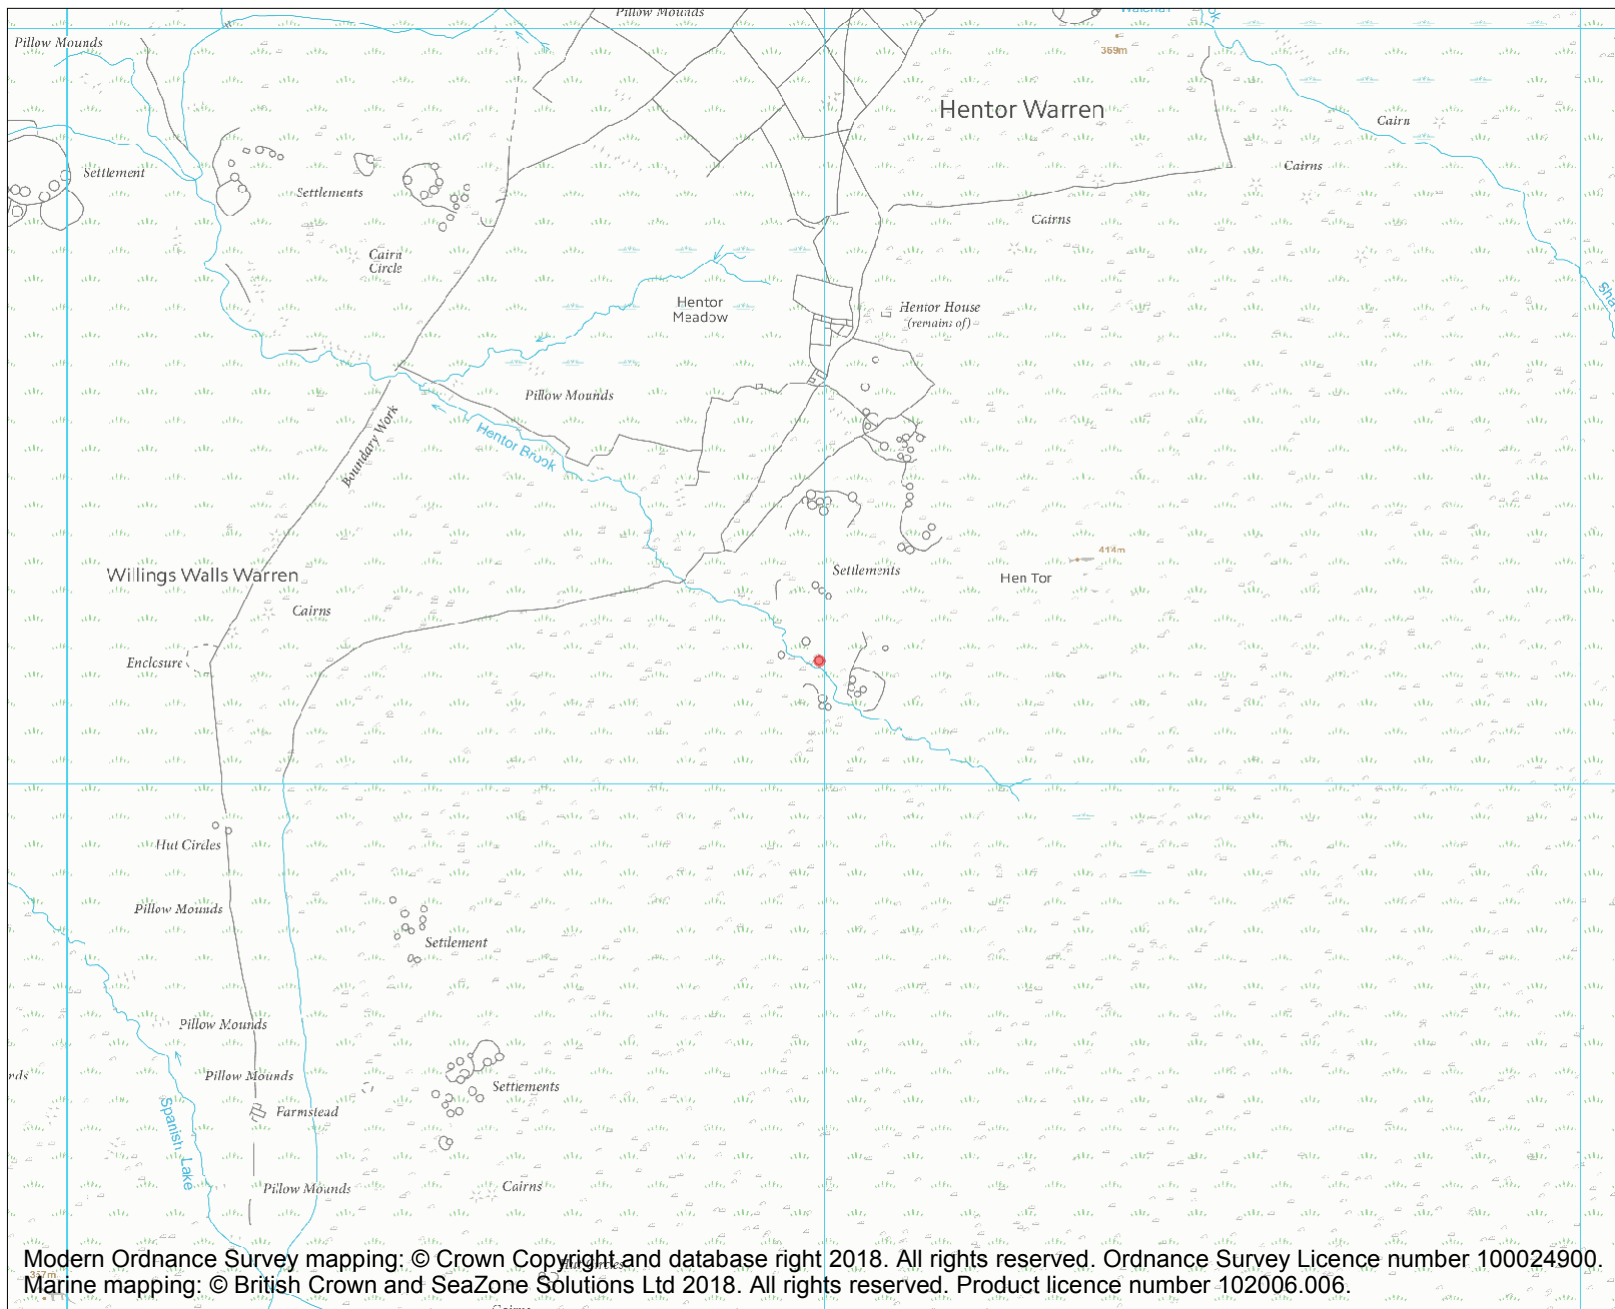 Pillow Mounds
Pillow Mounds
369m
Hentor Warren
Cairn
Cairns
Settlement
Settlements
Cairns
Cairn
Circle
Hentor
Meadow
Hentor House
(remains of)
Sha
Pillow Mounds
Boundary Work
Hentor Brook
414m
Settlements
Hen Tor
Willings Walls Warren
Cairns
Enclosure
Hut Circles
Pillow Mounds
Settlement
Pillow Mounds
Pillow Mounds
nds
Settlements
Farmstead
Spanish Lake
Pillow Mounds
Cairns
Modern Ordnance Survey mapping: © Crown Copyright and database right 2018. All rights reserved. Ordnance Survey Licence number 100024900.
Marine mapping: © British Crown and SeaZone Solutions Ltd 2018. All rights reserved. Product licence number 102006.006.
Cairns